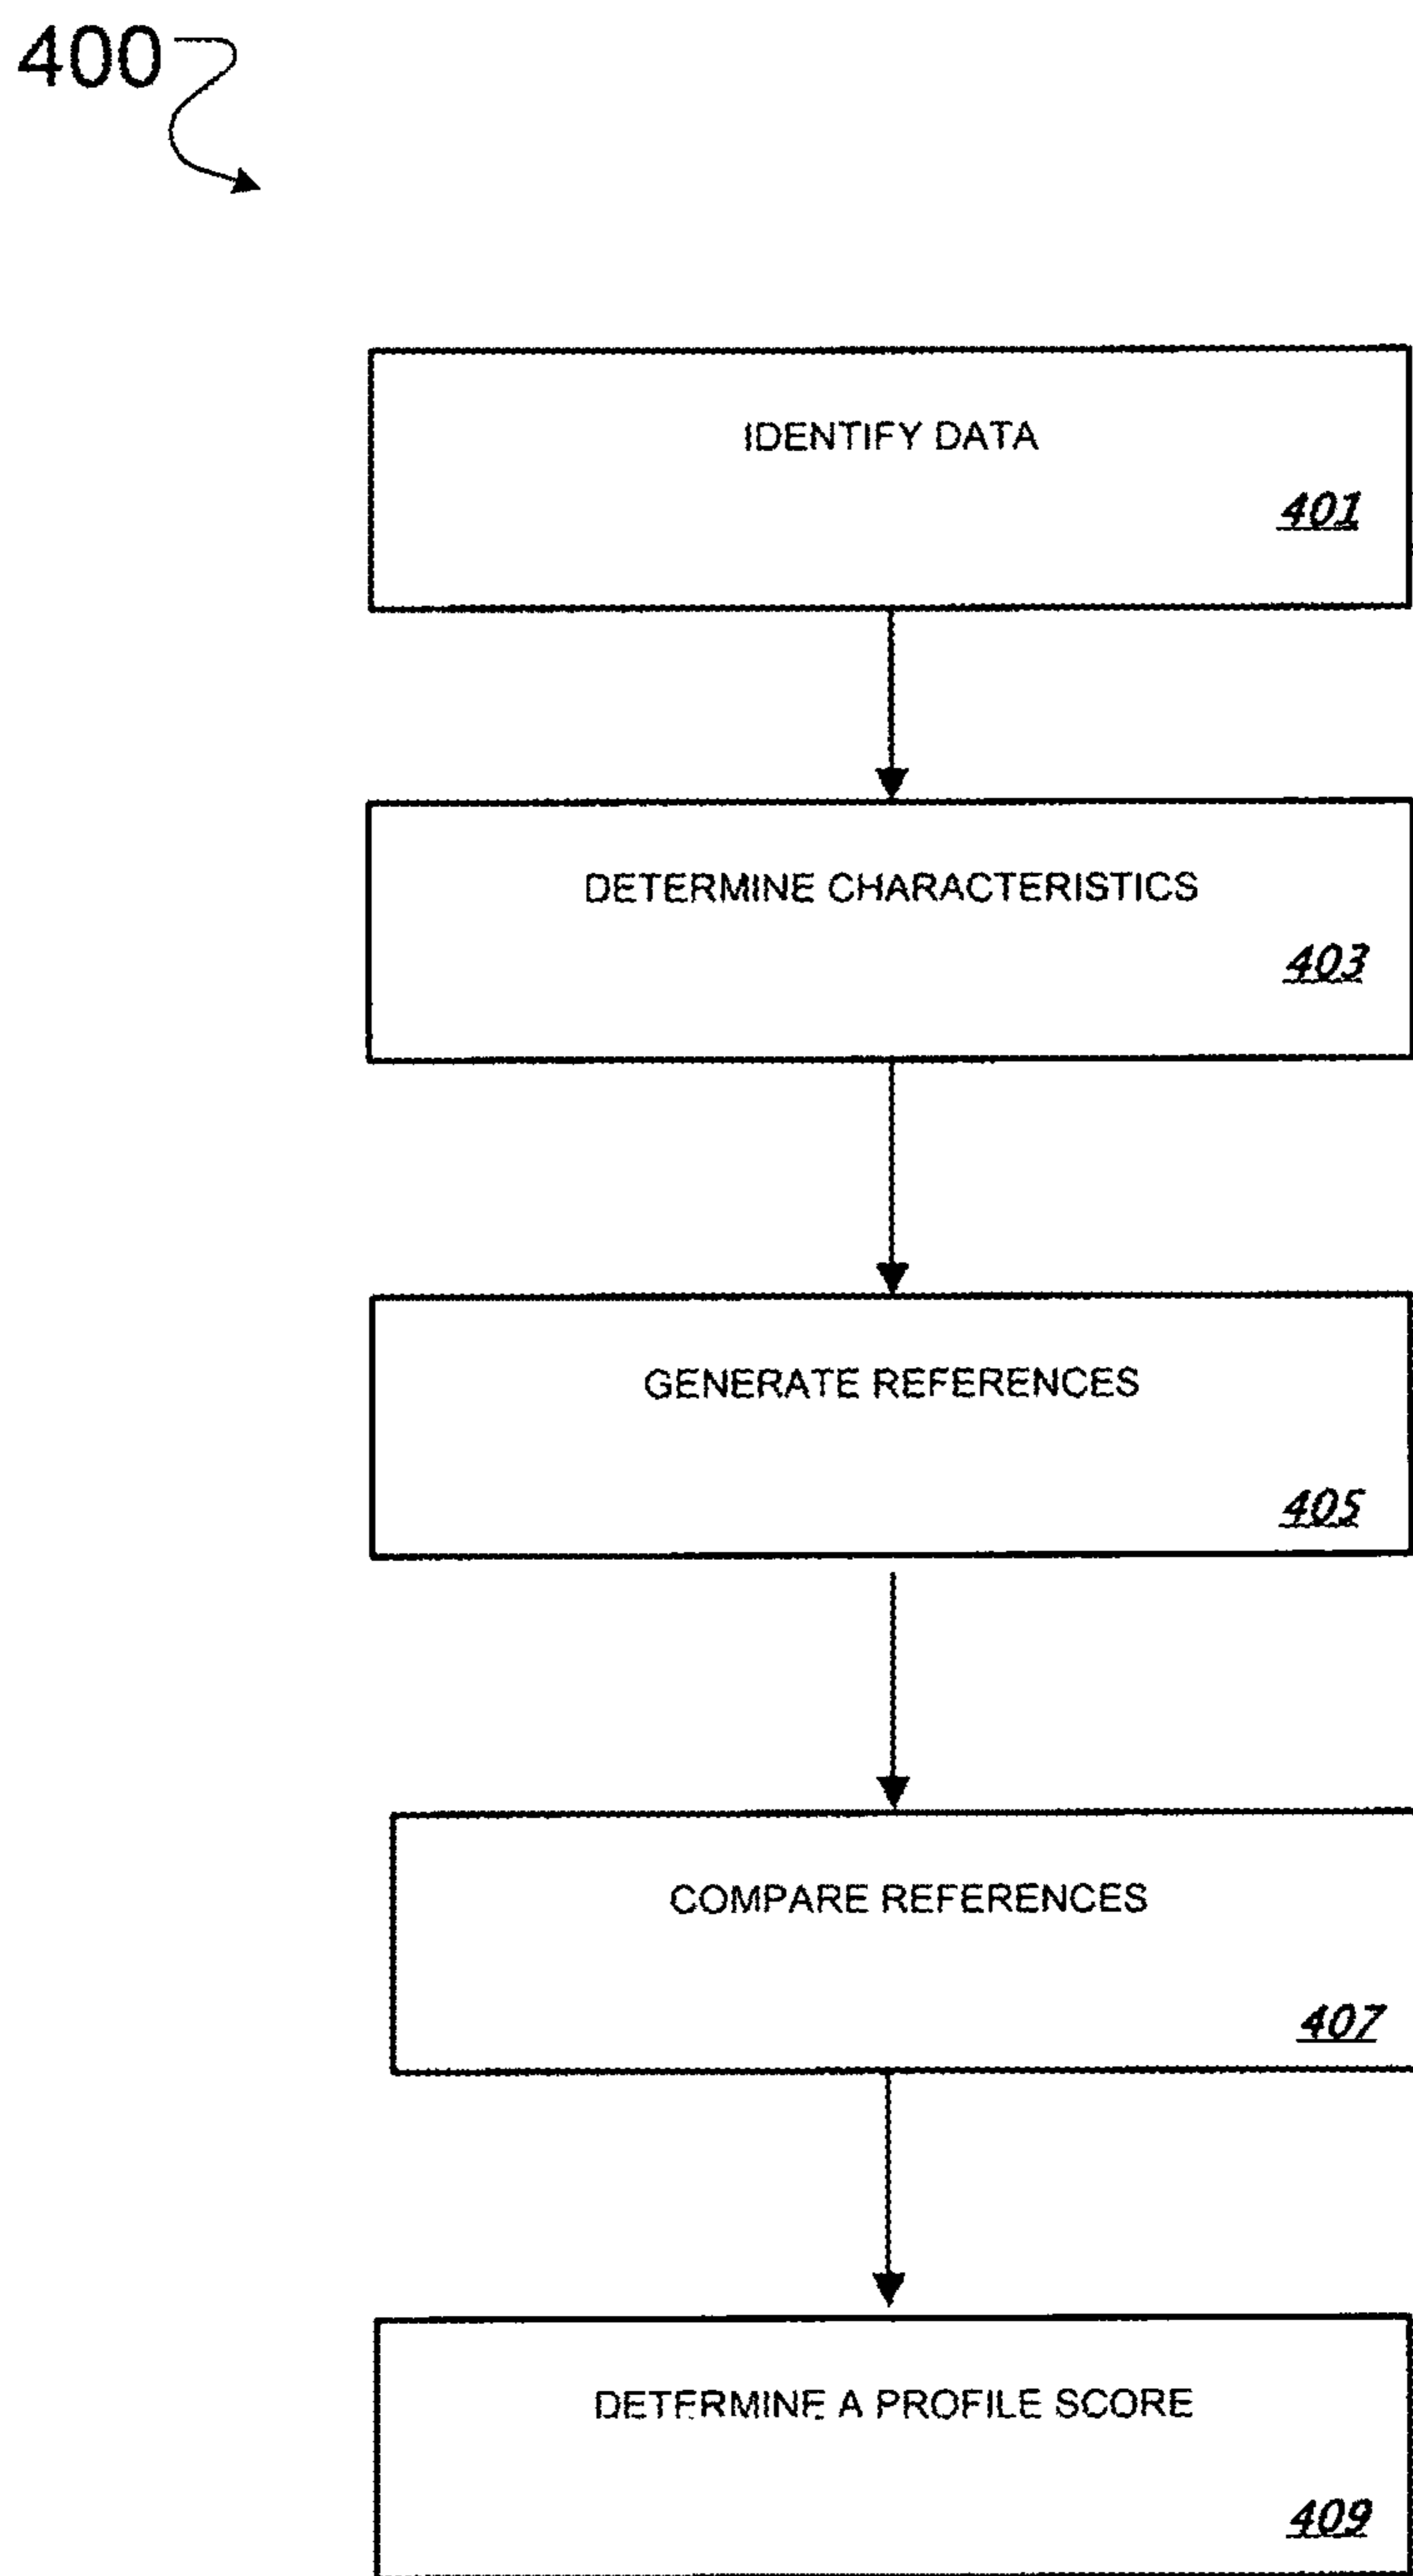 400
IDENTIFY DATA
401
DETERMINE CHARACTERISTICS
403
GENERATE REFERENCES
405
COMPARE REFERENCES
407
DETERMINE A PROFILE SCORE
409